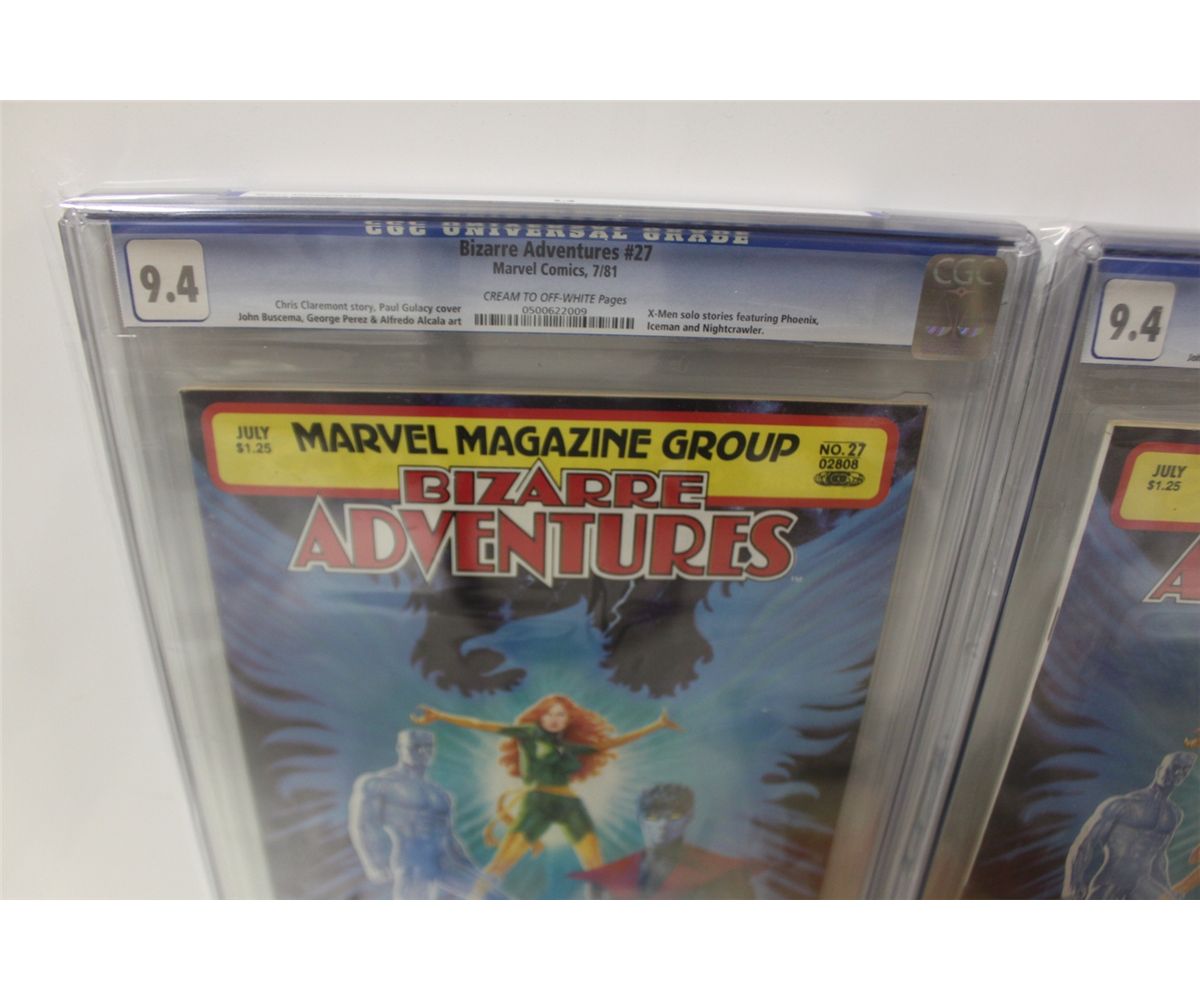 CGC UNIVERSAL GRADE
9.4
Bizarre Adventures #27
Marvel Comics, 7/81
CREAM TO OFF-WHITE Pages
0500622009
Chris Claremont story, Paul Gulacy cover
John Buscema, George Perez & Alfredo Alcala art
X-Men solo stories featuring Phoenix,
Iceman and Nightcrawler.
CGC
JULY
$1.25
MARVEL MAGAZINE GROUP
NO. 27
02808
BIZARRE
ADVENTURES
TM
9.4
JULY
$1.25
A